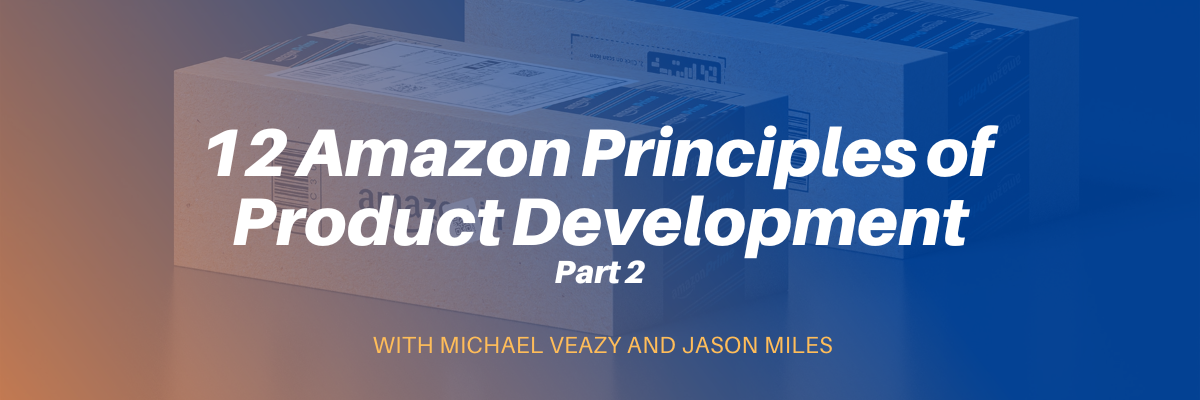 12 Amazon Principles of
Product Development
Part 2
WITH MICHAEL VEAZY AND JASON MILES